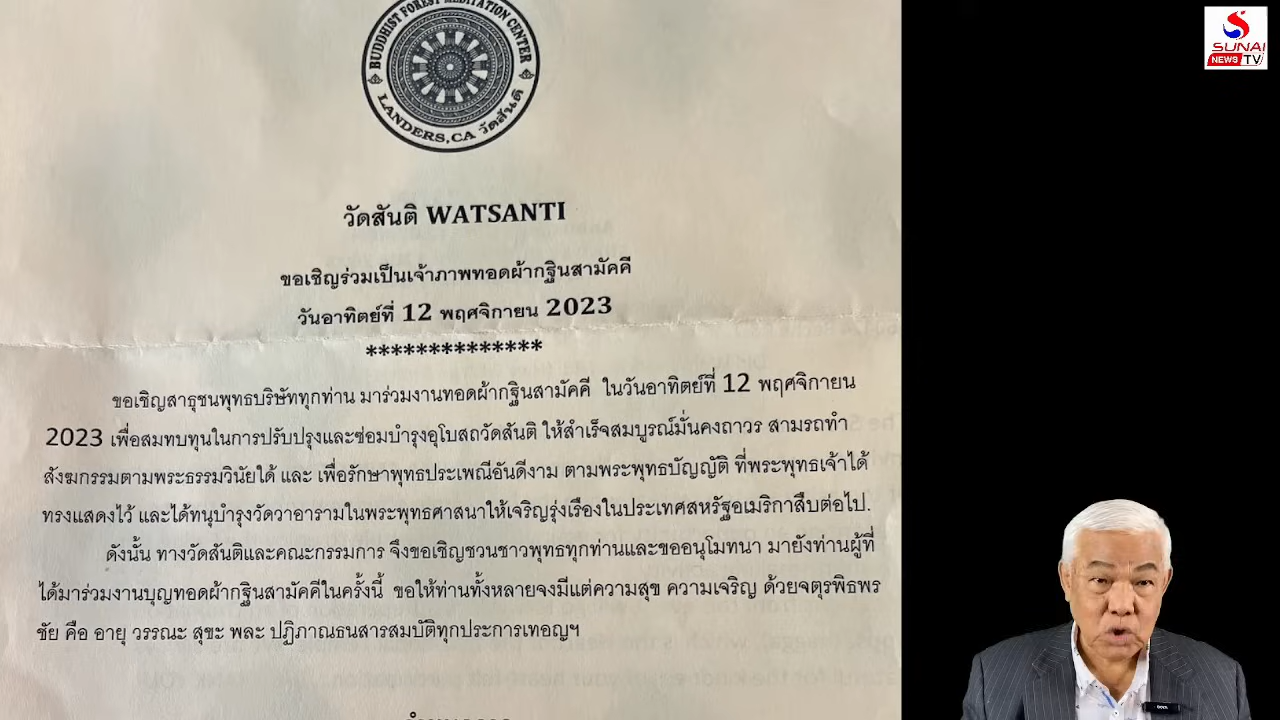 BUDDHIST FOREST MEDITATION CENTER
LANDERS, CA วัดสันติ
SUNAI
NEWS TV
วัดสันติ WATSANTI
ขอเชิญร่วมเป็นเจ้าภาพทอดผ้ากฐินสามัคคี
วันอาทิตย์ที่ 12 พฤศจิกายน 2023
**************
ขอเชิญสาธุชนพุทธบริษัททุกท่าน มาร่วมงานทอดผ้ากฐินสามัคคี ในวันอาทิตย์ที่ 12 พฤศจิกายน
2023 เพื่อสมทบทุนในการปรับปรุงและซ่อมบำรุงอุโบสถวัดสันติ ให้สำเร็จสมบูรณ์มั่นคงถาวร สามรถทำ
สังฆกรรมตามพระธรรมวินัยได้ และ เพื่อรักษาพุทธประเพณีอันดีงาม ตามพระพุทธบัญญัติ ที่พระพุทธเจ้าได้
ทรงแสดงไว้ และได้ทนุบำรุงวัดวาอารามในพระพุทธศาสนาให้เจริญรุ่งเรืองในประเทศสหรัฐอเมริกาสืบต่อไป.
ดังนั้น ทางวัดสันติและคณะกรรมการ จึงขอเชิญชวนชาวพุทธทุกท่านและขออนุโมทนา มายังท่านผู้ที่
ได้มาร่วมงานบุญทอดผ้ากฐินสามัคคีในครั้งนี้ ขอให้ท่านทั้งหลายจงมีแต่ความสุข ความเจริญ ด้วยจตุรพิธพร
ชัย คือ อายุ วรรณะ สุขะ พละ ปฏิภาณธนสารสมบัติทุกประการเทอญฯ